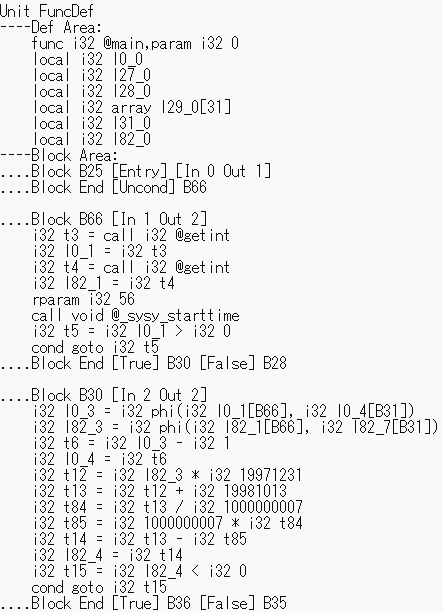 Unit FuncDef
----Def Area:
func i32 @main,param i32 0
local i32 l0_0
local i32 l27_0
local i32 l28_0
local i32 array l29_0[31]
local i32 l31_0
local i32 l82_0
----Block Area:
....Block B25 [Entry] [In 0 Out 1]
....Block End [Uncond] B66
....Block B66 [In 1 Out 2]
i32 t3 = call i32 @getint
i32 l0_1 = i32 t3
i32 t4 = call i32 @getint
i32 l82_1 = i32 t4
rparam i32 56
call void @_sysy_starttime
i32 t5 = i32 l0_1 > i32 0
cond goto i32 t5
....Block End [True] B30 [False] B28
....Block B30 [In 2 Out 2]
i32 l0_3 = i32 phi(i32 l0_1[B66], i32 l0_4[B31])
i32 l82_3 = i32 phi(i32 l82_1[B66], i32 l82_7[B31])
i32 t6 = i32 l0_3 - i32 1
i32 l0_4 = i32 t6
i32 t12 = i32 l82_3 * i32 19971231
i32 t13 = i32 t12 + i32 19981013
i32 t84 = i32 t13 / i32 1000000007
i32 t85 = i32 1000000007 * i32 t84
i32 t14 = i32 t13 - i32 t85
i32 l82_4 = i32 t14
i32 t15 = i32 l82_4 < i32 0
cond goto i32 t15
....Block End [True] B36 [False] B35